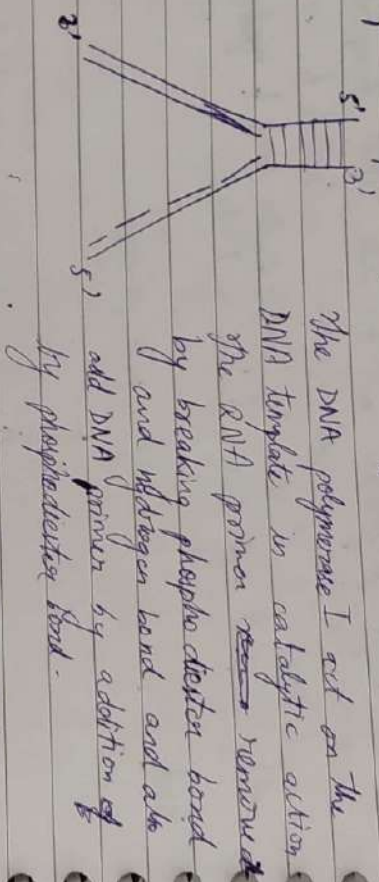 5' 3'
3'
5'
The DNA polymerase I act on the
DNA template in catalytic action
The RNA primer removed
by breaking phosphodiester bond
and hydrogen bond and also
add DNA primer by addition of
by phosphodiester bond.